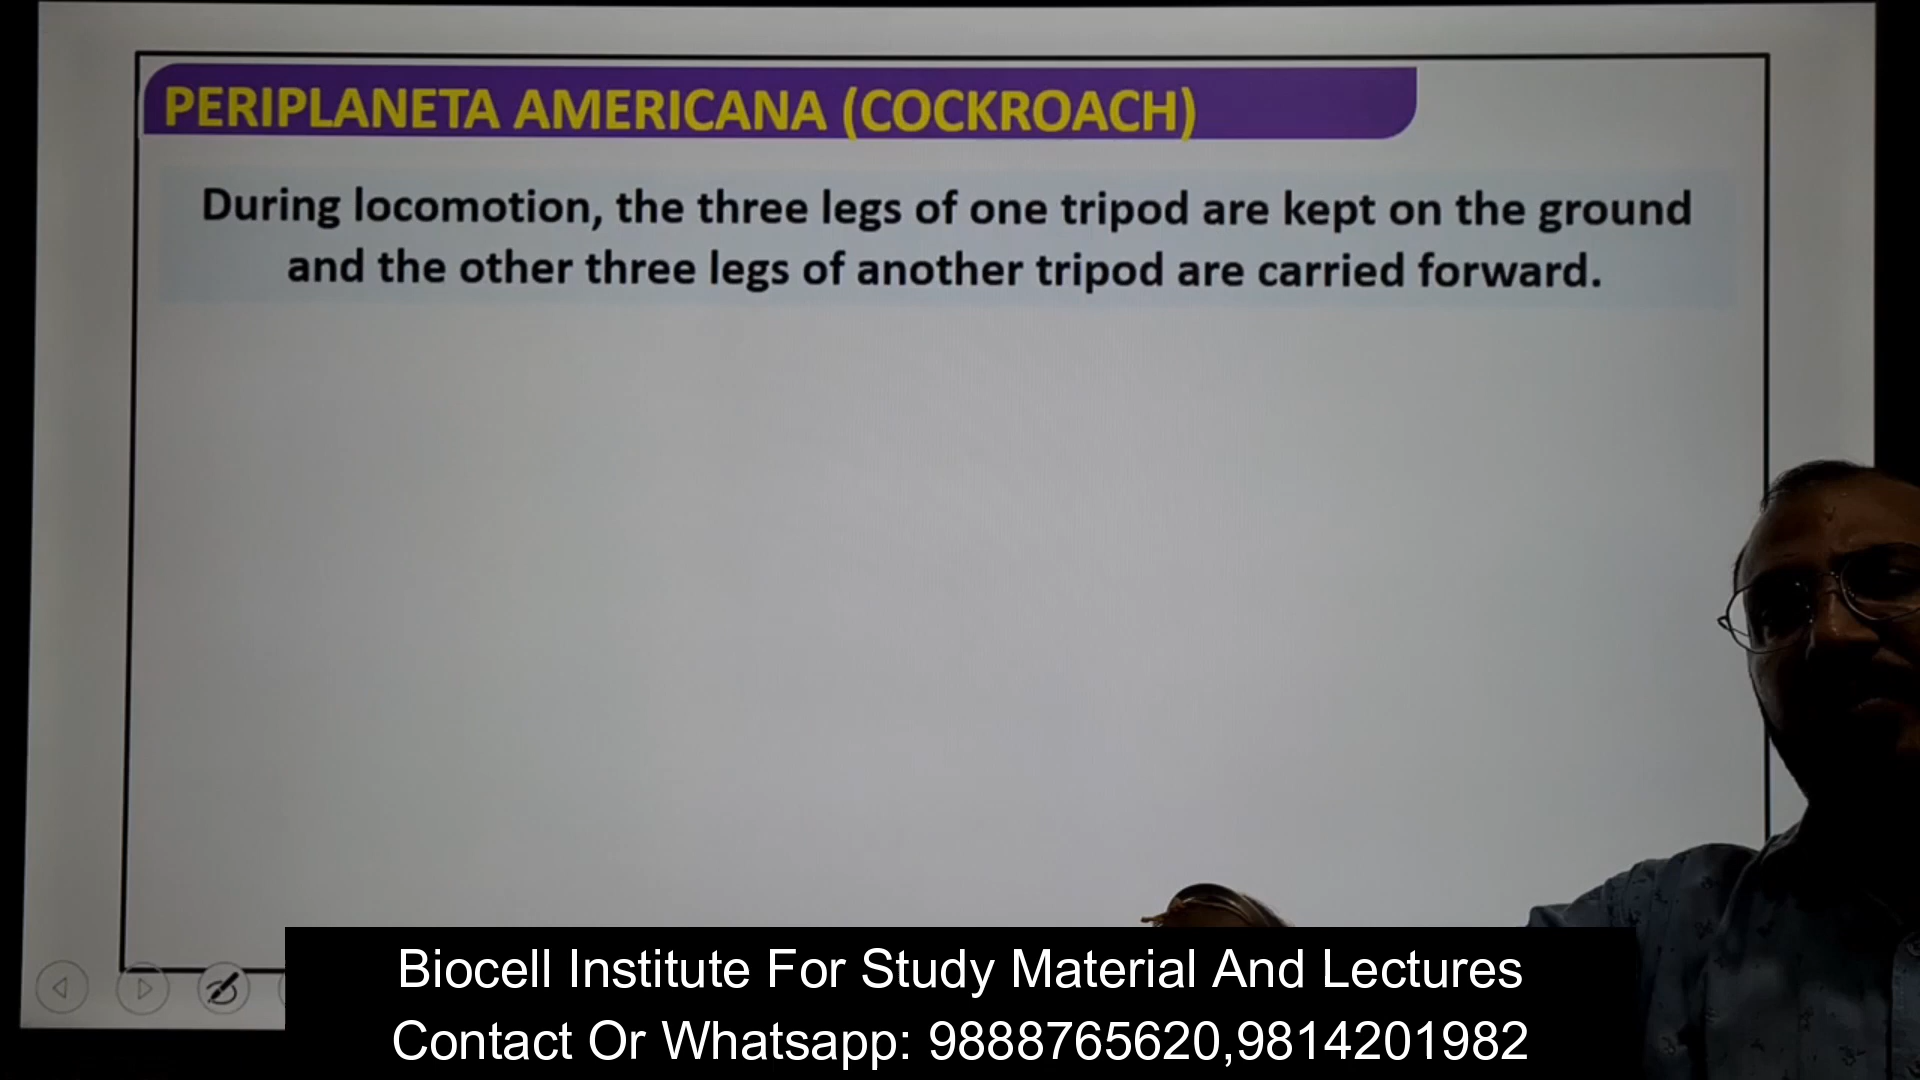 PERIPLANETA AMERICANA (COCKROACH)
During locomotion, the three legs of one tripod are kept on the ground
and the other three legs of another tripod are carried forward.
Biocell Institute For Study Material And Lectures
Contact Or Whatsapp: 9888765620,9814201982